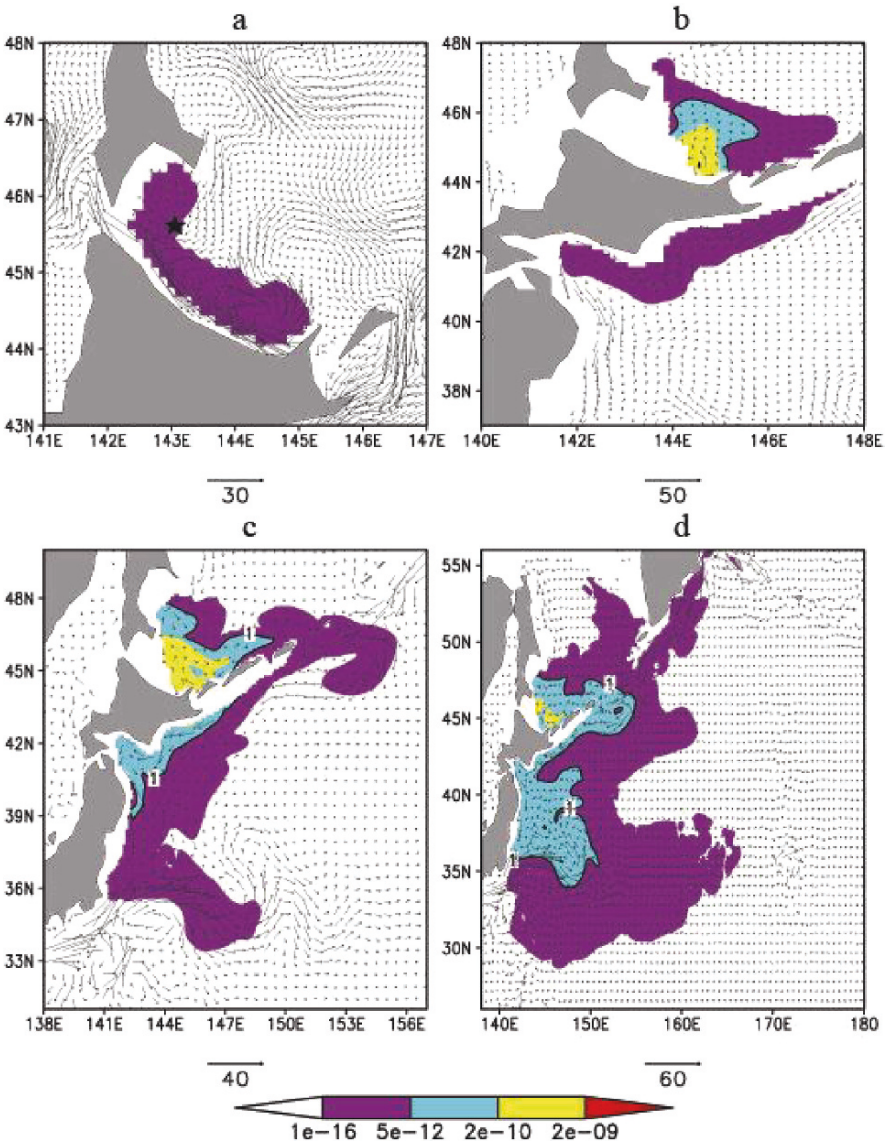 a b
48N 48N
47N
46N 46N
44N
45N 42N
44N 40N
38N
43N
141E 142E 143E 144E 145E 146E 147E 140E 142E 144E 146E 148E
30 50
c d
55N
48N 50N
1
45N 1
45N
42N
1 40N
39N 1
36N 1
35N
33N 30N
138E 141E 144E 147E 150E 153E 156E 140E 150E 160E 170E 180
40 60
1e-16 5e-12 2e-10 2e-09